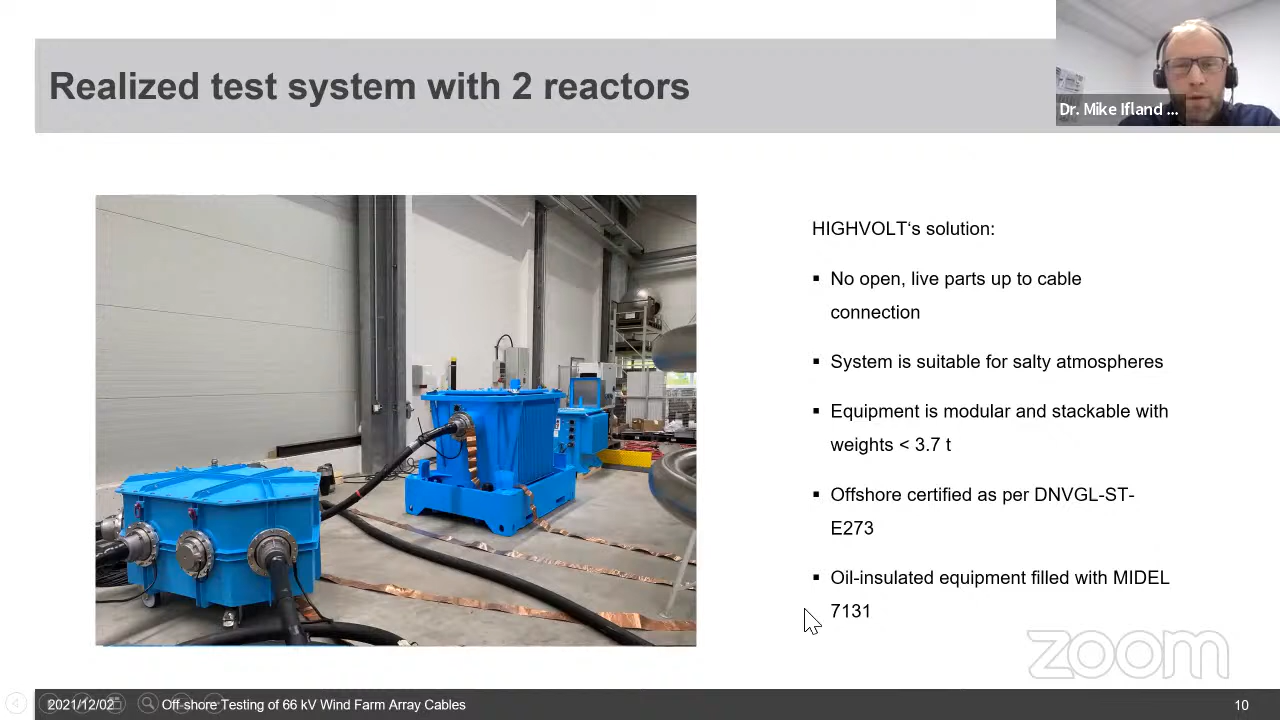 Realized test system with 2 reactors
Dr. Mike Ifland ...
HIGHVOLT‘s solution:
▪ No open, live parts up to cable
connection
▪ System is suitable for salty atmospheres
▪ Equipment is modular and stackable with
weights < 3.7 t
▪ Offshore certified as per DNVGL-ST-
E273
▪ Oil-insulated equipment filled with MIDEL
7131
zoom
2021/12/02 Off-shore Testing of 66 kV Wind Farm Array Cables 10